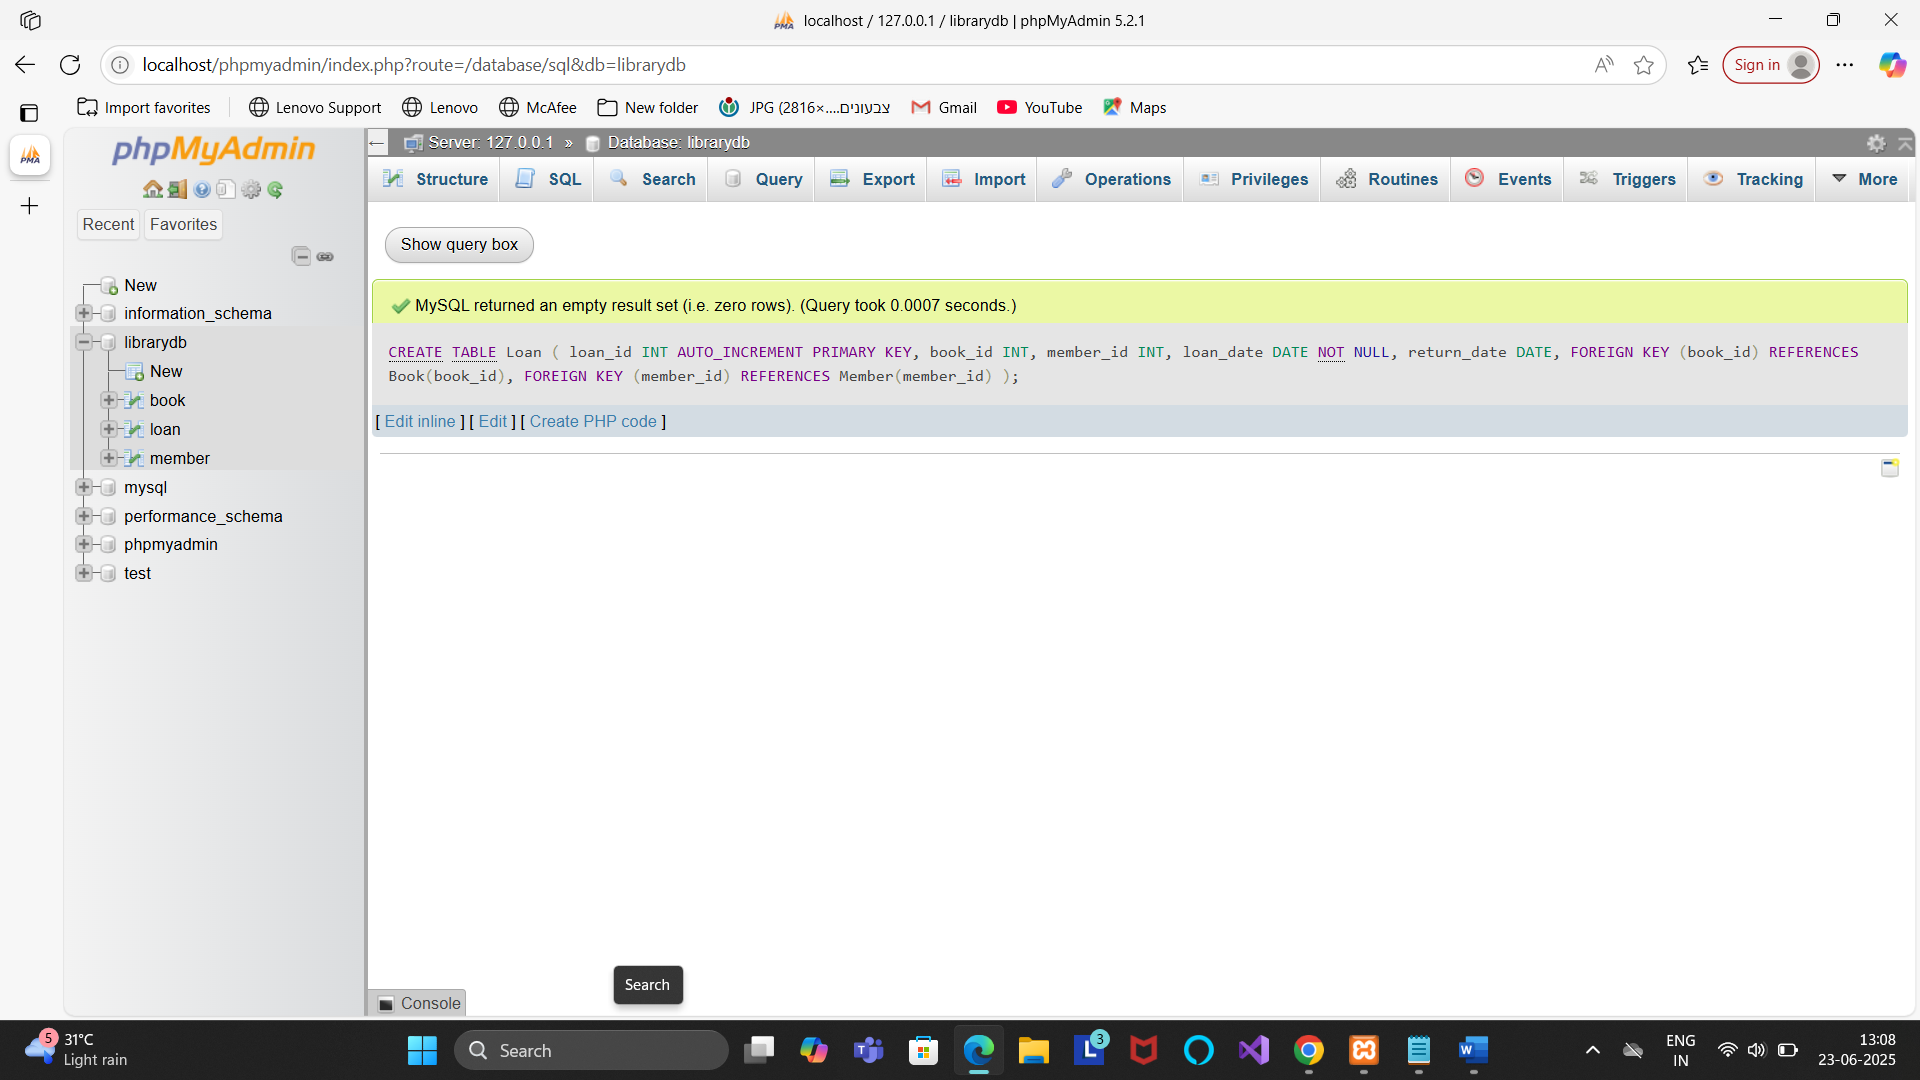 localhost / 127.0.0.1 / librarydb | phpMyAdmin 5.2.1
localhost/phpmyadmin/index.php?route=/database/sql&db=librarydb
Sign in
Import favorites
Lenovo Support
Lenovo
McAfee
New folder
JPG (2816×....צבעונים
Gmail
YouTube
Maps
PMA
phpMyAdmin
Recent
Favorites
New
information_schema
librarydb
New
book
loan
member
mysql
performance_schema
phpmyadmin
test
Server: 127.0.0.1 » Database: librarydb
Structure
SQL
Search
Query
Export
Import
Operations
Privileges
Routines
Events
Triggers
Tracking
More
Show query box
MySQL returned an empty result set (i.e. zero rows). (Query took 0.0007 seconds.)
CREATE TABLE Loan ( loan_id INT AUTO_INCREMENT PRIMARY KEY, book_id INT, member_id INT, loan_date DATE NOT NULL, return_date DATE, FOREIGN KEY (book_id) REFERENCES
Book(book_id), FOREIGN KEY (member_id) REFERENCES Member(member_id) );
[ Edit inline ] [ Edit ] [ Create PHP code ]
Console
Search
5
31°C
Light rain
Search
3
ENG
IN
13:08
23-06-2025